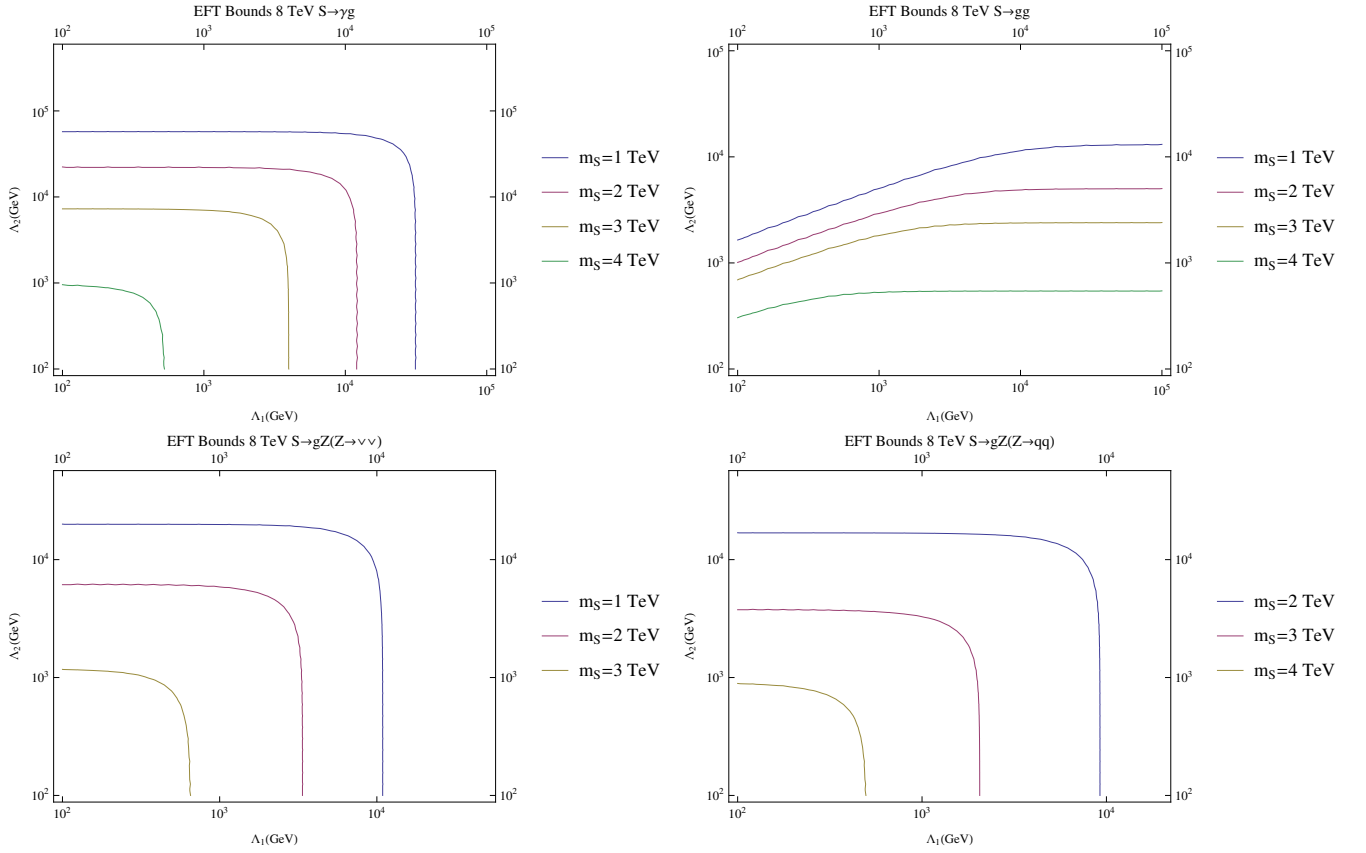 EFT Bounds 8 TeV S→γg
10² 10³ 10⁴ 10⁵
10⁵ 10⁵
10⁴ 10⁴
10³ 10³
10² 10²
10² 10³ 10⁴ 10⁵
Λ₂(GeV)
Λ₁(GeV)
m_S=1 TeV
m_S=2 TeV
m_S=3 TeV
m_S=4 TeV
EFT Bounds 8 TeV S→gg
10² 10³ 10⁴ 10⁵
10⁵ 10⁵
10⁴ 10⁴
10³ 10³
10² 10²
10² 10³ 10⁴ 10⁵
Λ₂(GeV)
Λ₁(GeV)
m_S=1 TeV
m_S=2 TeV
m_S=3 TeV
m_S=4 TeV
EFT Bounds 8 TeV S→gZ(Z→νν)
10² 10³ 10⁴
10⁴ 10⁴
10³ 10³
10² 10²
10² 10³ 10⁴
Λ₂(GeV)
Λ₁(GeV)
m_S=1 TeV
m_S=2 TeV
m_S=3 TeV
EFT Bounds 8 TeV S→gZ(Z→qq)
10² 10³ 10⁴
10⁴ 10⁴
10³ 10³
10² 10²
10² 10³ 10⁴
Λ₂(GeV)
Λ₁(GeV)
m_S=2 TeV
m_S=3 TeV
m_S=4 TeV